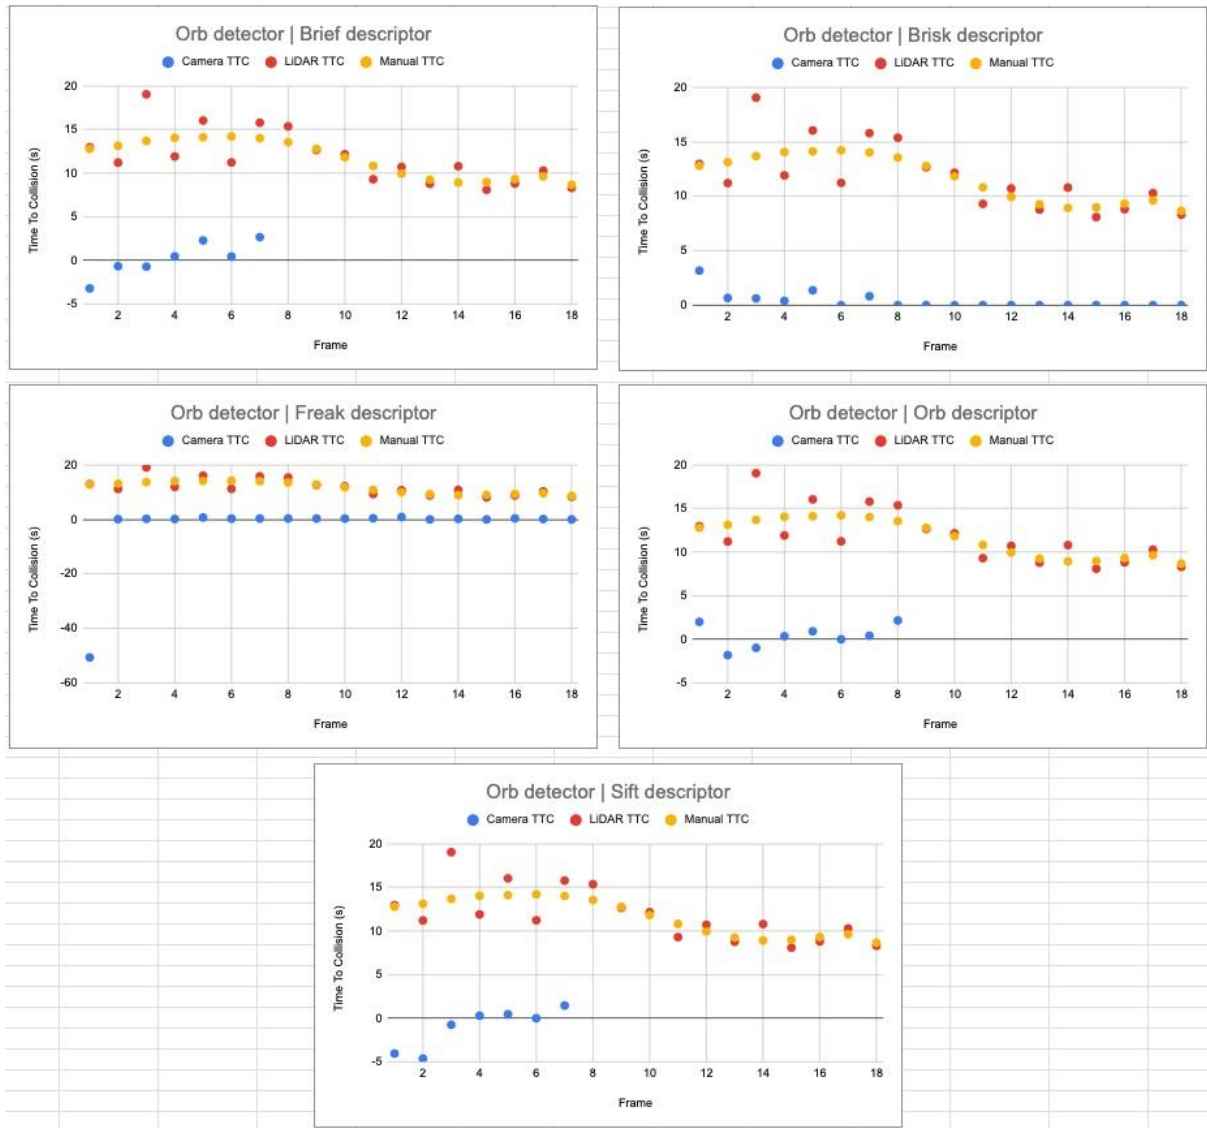 Orb detector | Brief descriptor
Camera TTC LiDAR TTC Manual TTC
Time To Collision (s)
20
15
10
5
0
-5
2 4 6 8 10 12 14 16 18
Frame
Orb detector | Brisk descriptor
Camera TTC LiDAR TTC Manual TTC
Time To Collision (s)
20
15
10
5
0
2 4 6 8 10 12 14 16 18
Frame
Orb detector | Freak descriptor
Camera TTC LiDAR TTC Manual TTC
Time To Collision (s)
20
0
-20
-40
-60
2 4 6 8 10 12 14 16 18
Frame
Orb detector | Orb descriptor
Camera TTC LiDAR TTC Manual TTC
Time To Collision (s)
20
15
10
5
0
-5
2 4 6 8 10 12 14 16 18
Frame
Orb detector | Sift descriptor
Camera TTC LiDAR TTC Manual TTC
Time To Collision (s)
20
15
10
5
0
-5
2 4 6 8 10 12 14 16 18
Frame